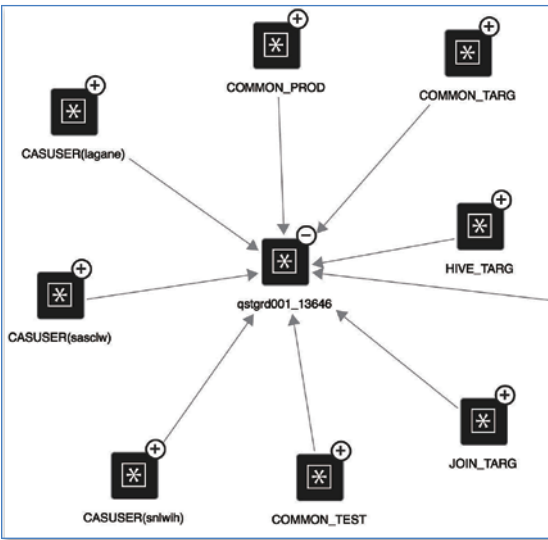 COMMON_PROD
COMMON_TARG
CASUSER(lagane)
HIVE_TARG
qstgrd001_13646
CASUSER(sasclw)
JOIN_TARG
CASUSER(snlwih)
COMMON_TEST